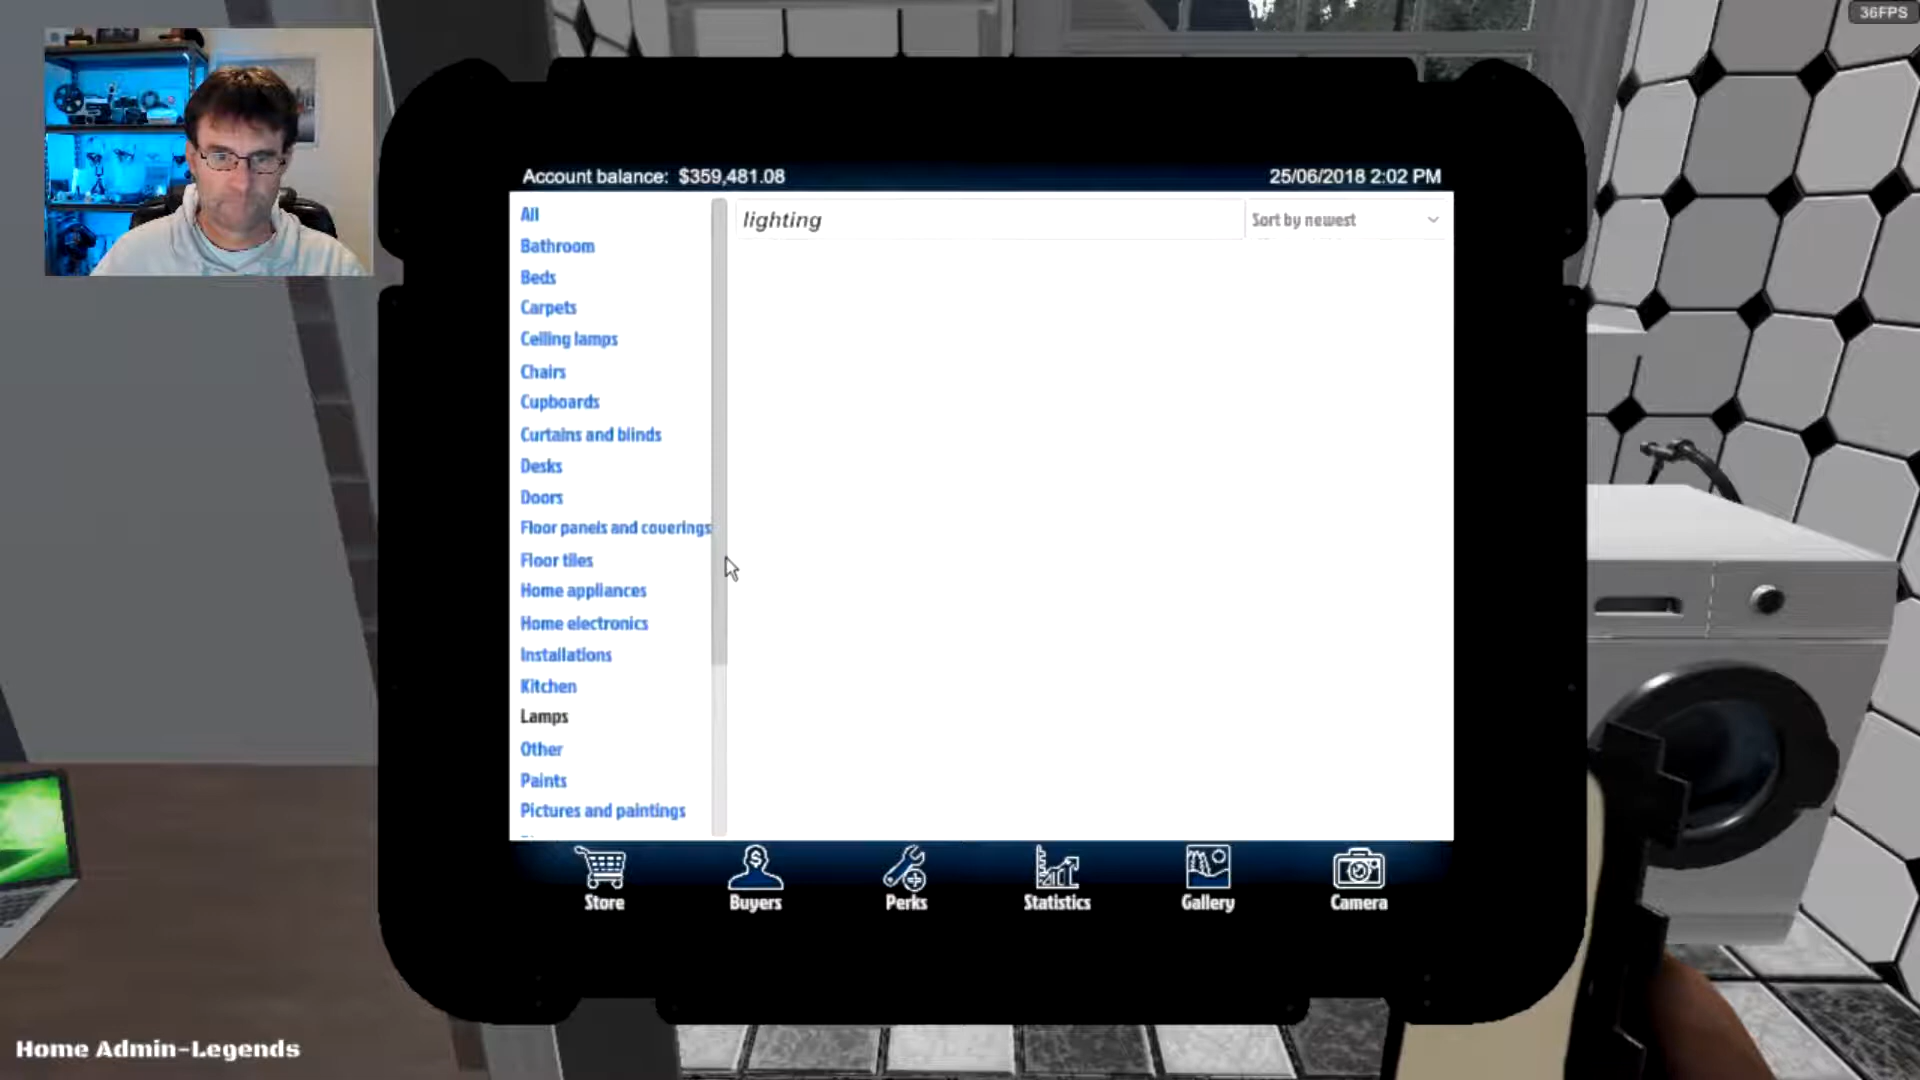 36FPS
Account balance: $359,481.08
25/06/2018 2:02 PM
All
Bathroom
Beds
Carpets
Ceiling lamps
Chairs
Cupboards
Curtains and blinds
Desks
Doors
Floor panels and coverings
Floor tiles
Home appliances
Home electronics
Installations
Kitchen
Lamps
Other
Paints
Pictures and paintings
lighting
Sort by newest
Store
Buyers
Perks
Statistics
Gallery
Camera
Home Admin-Legends